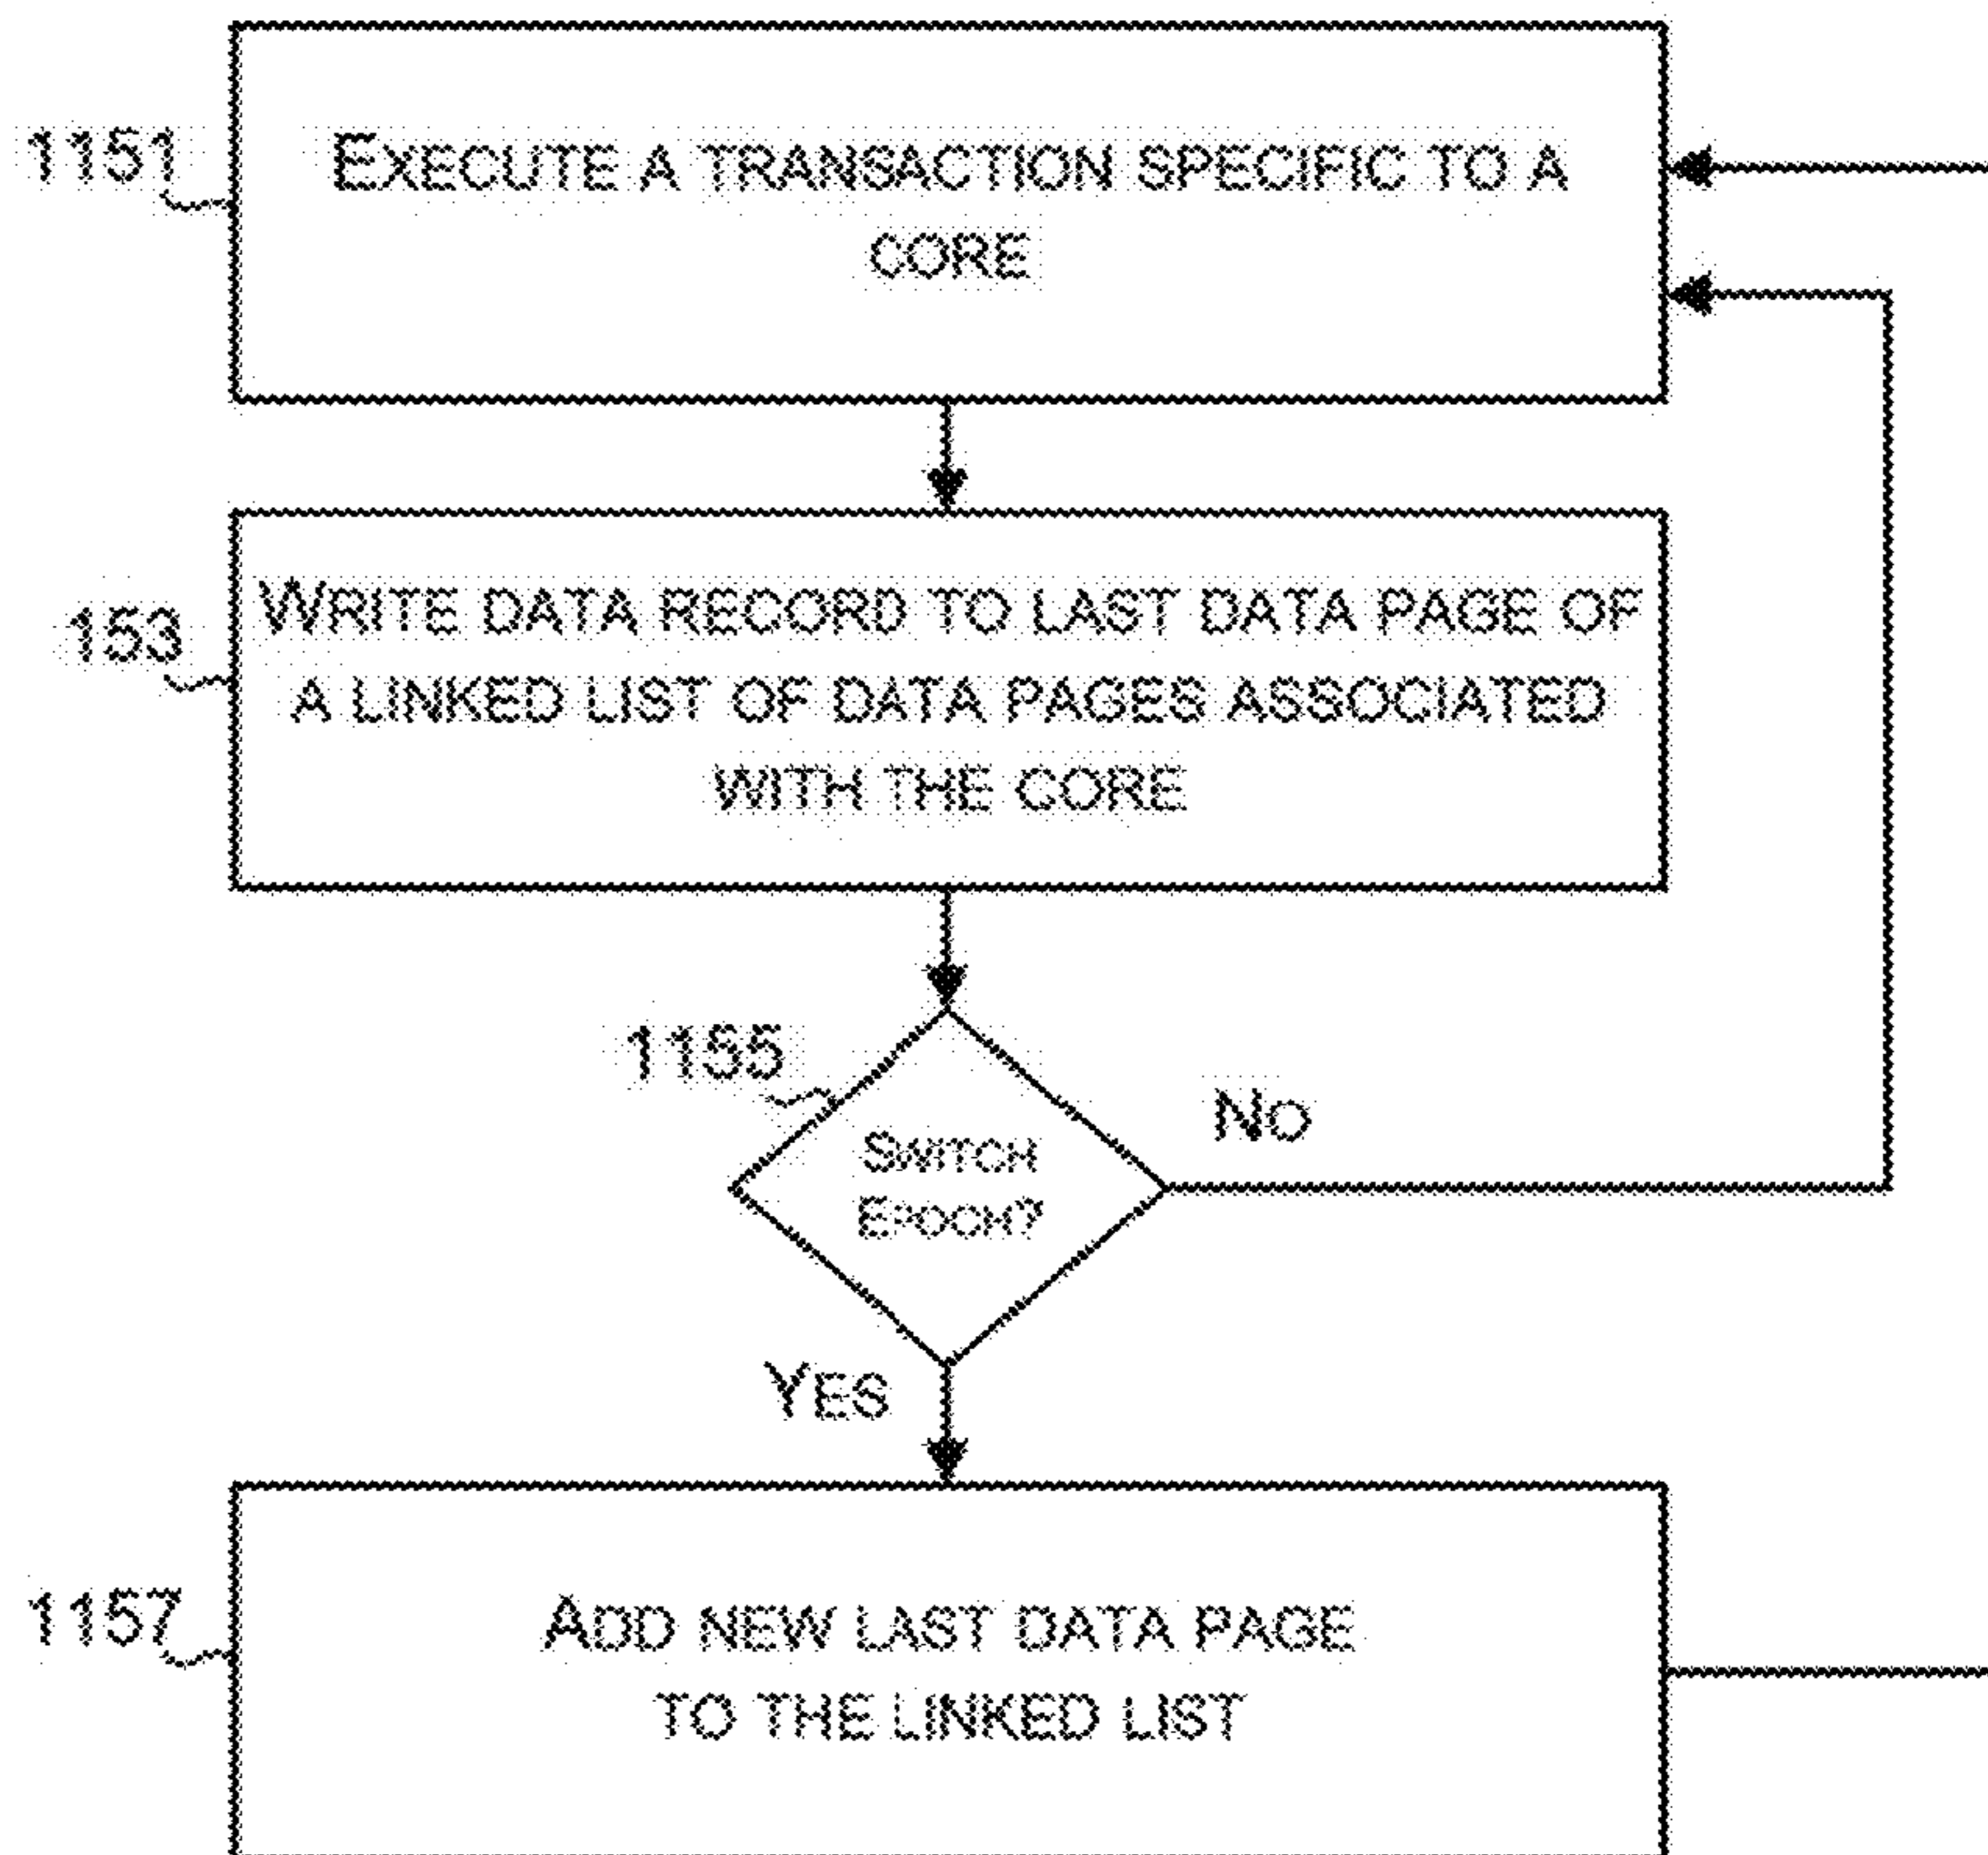 1151
EXECUTE A TRANSACTION SPECIFIC TO A
CORE
153
WRITE DATA RECORD TO LAST DATA PAGE OF
A LINKED LIST OF DATA PAGES ASSOCIATED
WITH THE CORE
1155
SWITCH
EPOCH?
NO
YES
1157
ADD NEW LAST DATA PAGE
TO THE LINKED LIST